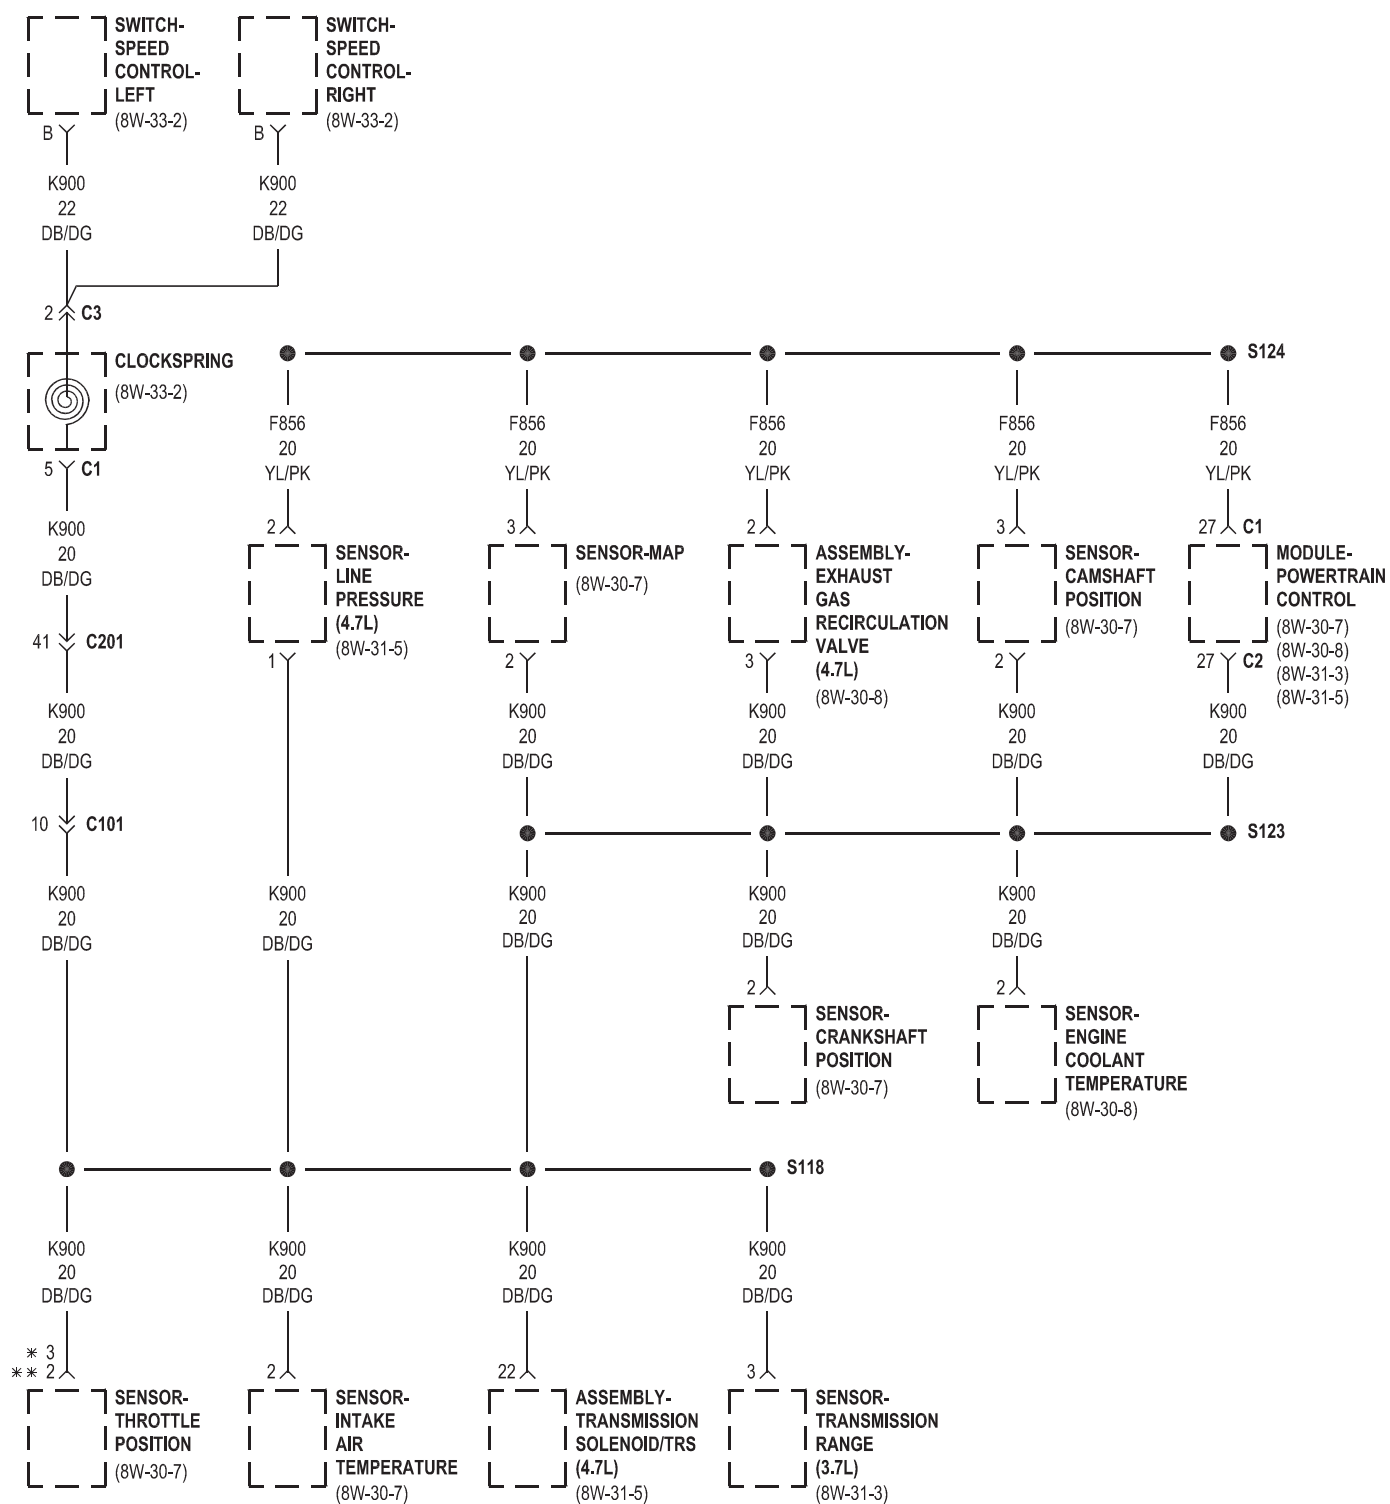 SWITCH-
SPEED
CONTROL-
LEFT
(8W-33-2)
B
K900
22
DB/DG
SWITCH-
SPEED
CONTROL-
RIGHT
(8W-33-2)
B
K900
22
DB/DG
2 C3
CLOCKSPRING
(8W-33-2)
5 C1
K900
20
DB/DG
41 C201
K900
20
DB/DG
10 C101
K900
20
DB/DG
S124
F856
20
YL/PK
2
SENSOR-
LINE
PRESSURE
(4.7L)
(8W-31-5)
1
K900
20
DB/DG
F856
20
YL/PK
3
SENSOR-MAP
(8W-30-7)
2
K900
20
DB/DG
F856
20
YL/PK
2
ASSEMBLY-
EXHAUST
GAS
RECIRCULATION
VALVE
(4.7L)
(8W-30-8)
3
K900
20
DB/DG
F856
20
YL/PK
3
SENSOR-
CAMSHAFT
POSITION
(8W-30-7)
2
K900
20
DB/DG
F856
20
YL/PK
27 C1
MODULE-
POWERTRAIN
CONTROL
(8W-30-7)
(8W-30-8)
(8W-31-3)
(8W-31-5)
27 C2
K900
20
DB/DG
S123
K900
20
DB/DG
K900
20
DB/DG
2
SENSOR-
CRANKSHAFT
POSITION
(8W-30-7)
K900
20
DB/DG
2
SENSOR-
ENGINE
COOLANT
TEMPERATURE
(8W-30-8)
S118
K900
20
DB/DG
* 3
** 2
SENSOR-
THROTTLE
POSITION
(8W-30-7)
K900
20
DB/DG
2
SENSOR-
INTAKE
AIR
TEMPERATURE
(8W-30-7)
K900
20
DB/DG
22
ASSEMBLY-
TRANSMISSION
SOLENOID/TRS
(4.7L)
(8W-31-5)
K900
20
DB/DG
3
SENSOR-
TRANSMISSION
RANGE
(3.7L)
(8W-31-3)